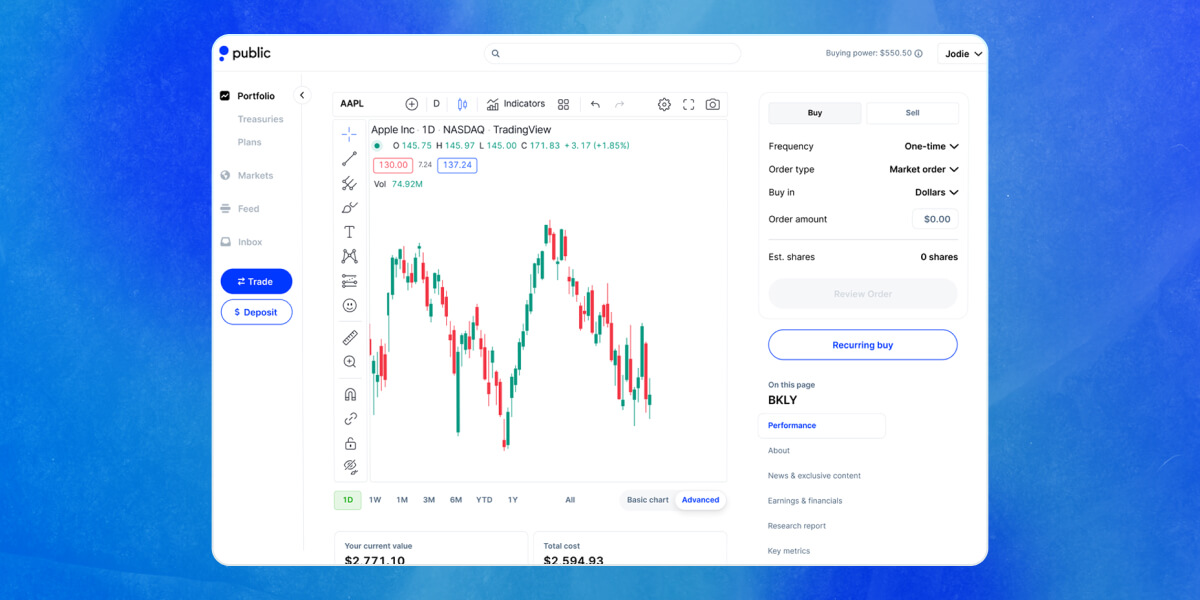 public
Buying power: $550.50
Jodie
Portfolio
Treasuries
Plans
Markets
Feed
Inbox
Trade
$ Deposit
AAPL
D
Indicators
Apple Inc · 1D · NASDAQ · TradingView
O 145.75 H 145.97 L 145.00 C 171.83 +3.17 (+1.85%)
130.00 7.24 137.24
Vol 74.92M
T
1D 1W 1M 3M 6M YTD 1Y All
Basic chart Advanced
Your current value
$2,771.10
Total cost
$2,594.93
Buy Sell
Frequency One-time
Order type Market order
Buy in Dollars
Order amount $0.00
Est. shares 0 shares
Review Order
Recurring buy
On this page
BKLY
Performance
About
News & exclusive content
Earnings & financials
Research report
Key metrics